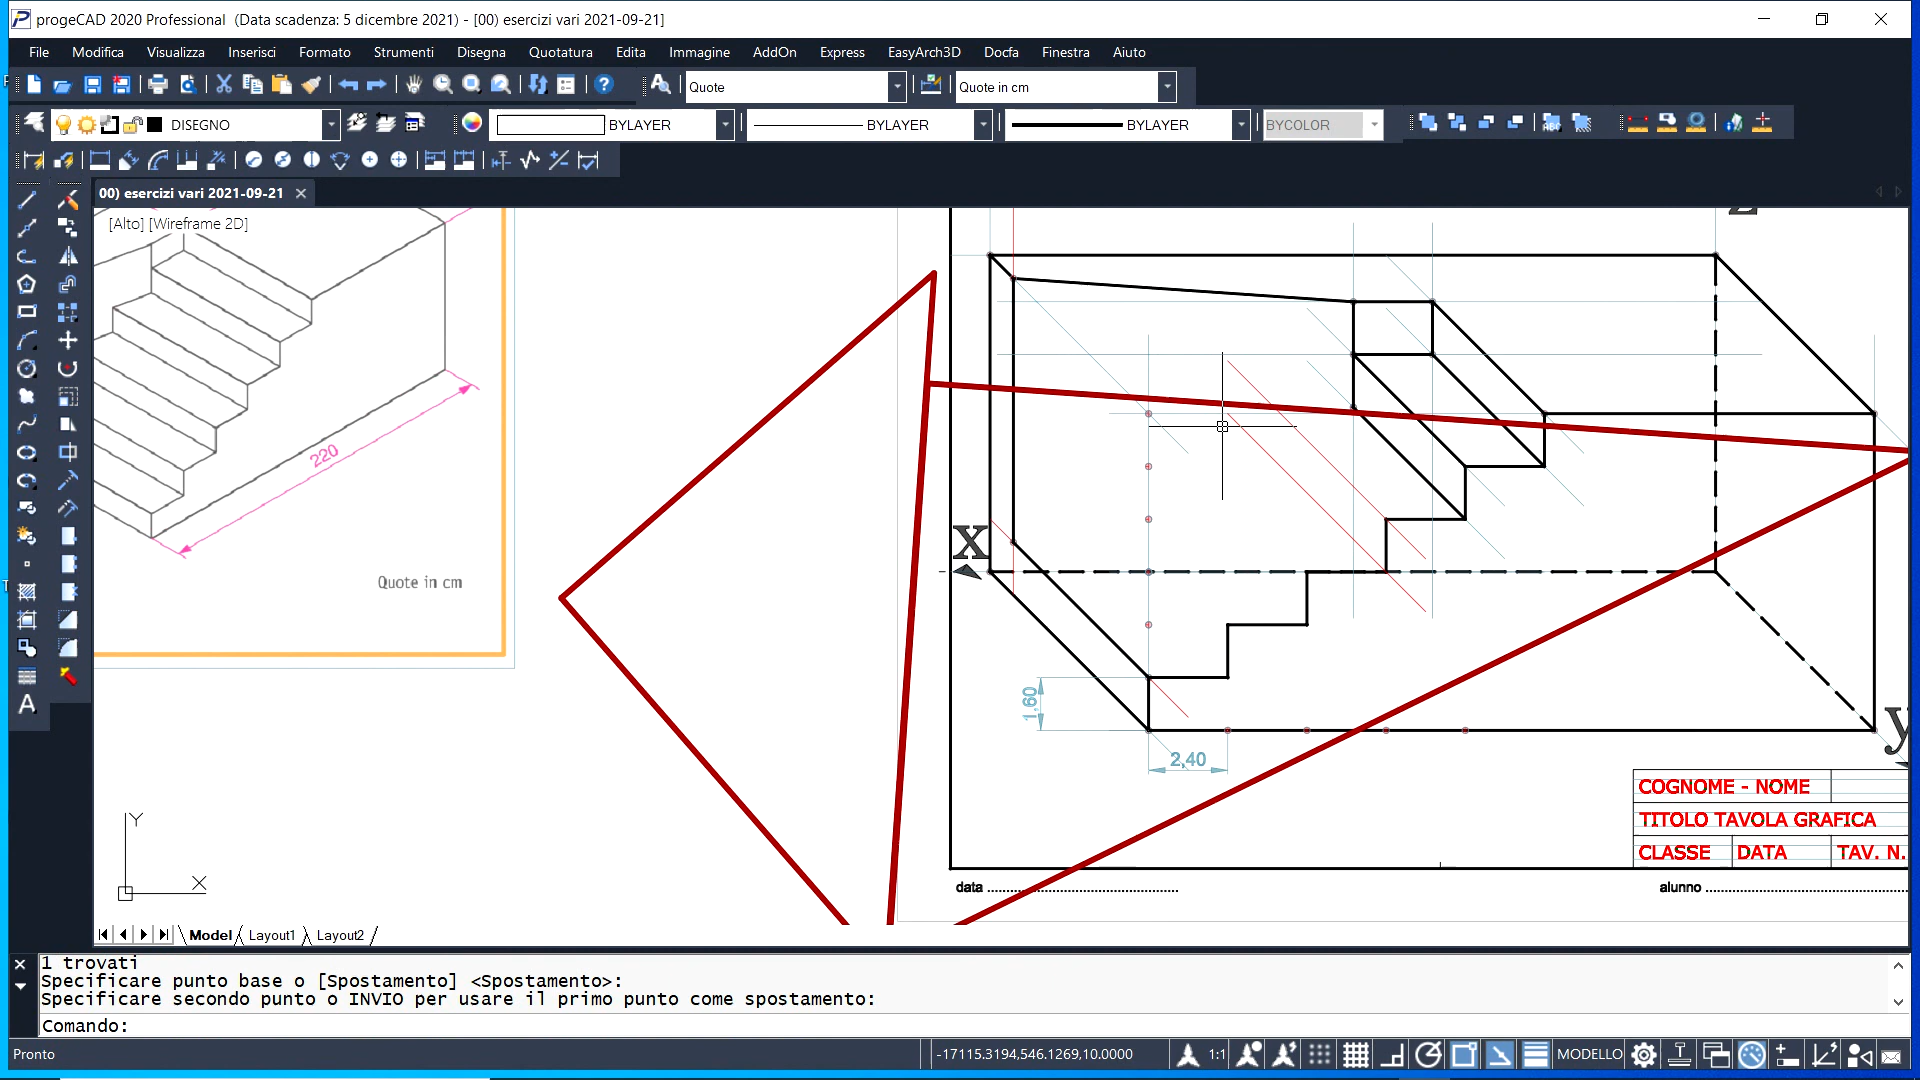 progeCAD 2020 Professional  (Data scadenza: 5 dicembre 2021) - [00) esercizi vari 2021-09-21]
File Modifica Visualizza Inserisci Formato Strumenti Disegna Quotatura Edita Immagine AddOn Express EasyArch3D Docfa Finestra Aiuto
Quote Quote in cm
DISEGNO BYLAYER BYLAYER BYLAYER BYCOLOR
00) esercizi vari 2021-09-21
[Alto] [Wireframe 2D]
z
220
x
Quote in cm
1,60
2,40
y
COGNOME - NOME
TITOLO TAVOLA GRAFICA
CLASSE DATA TAV. N.
data
alunno
Y
X
Model Layout1 Layout2
1 trovati
Specificare punto base o [Spostamento] <Spostamento>:
Specificare secondo punto o INVIO per usare il primo punto come spostamento:
Comando:
Pronto -17115.3194,546.1269,10.0000 1:1 MODELLO